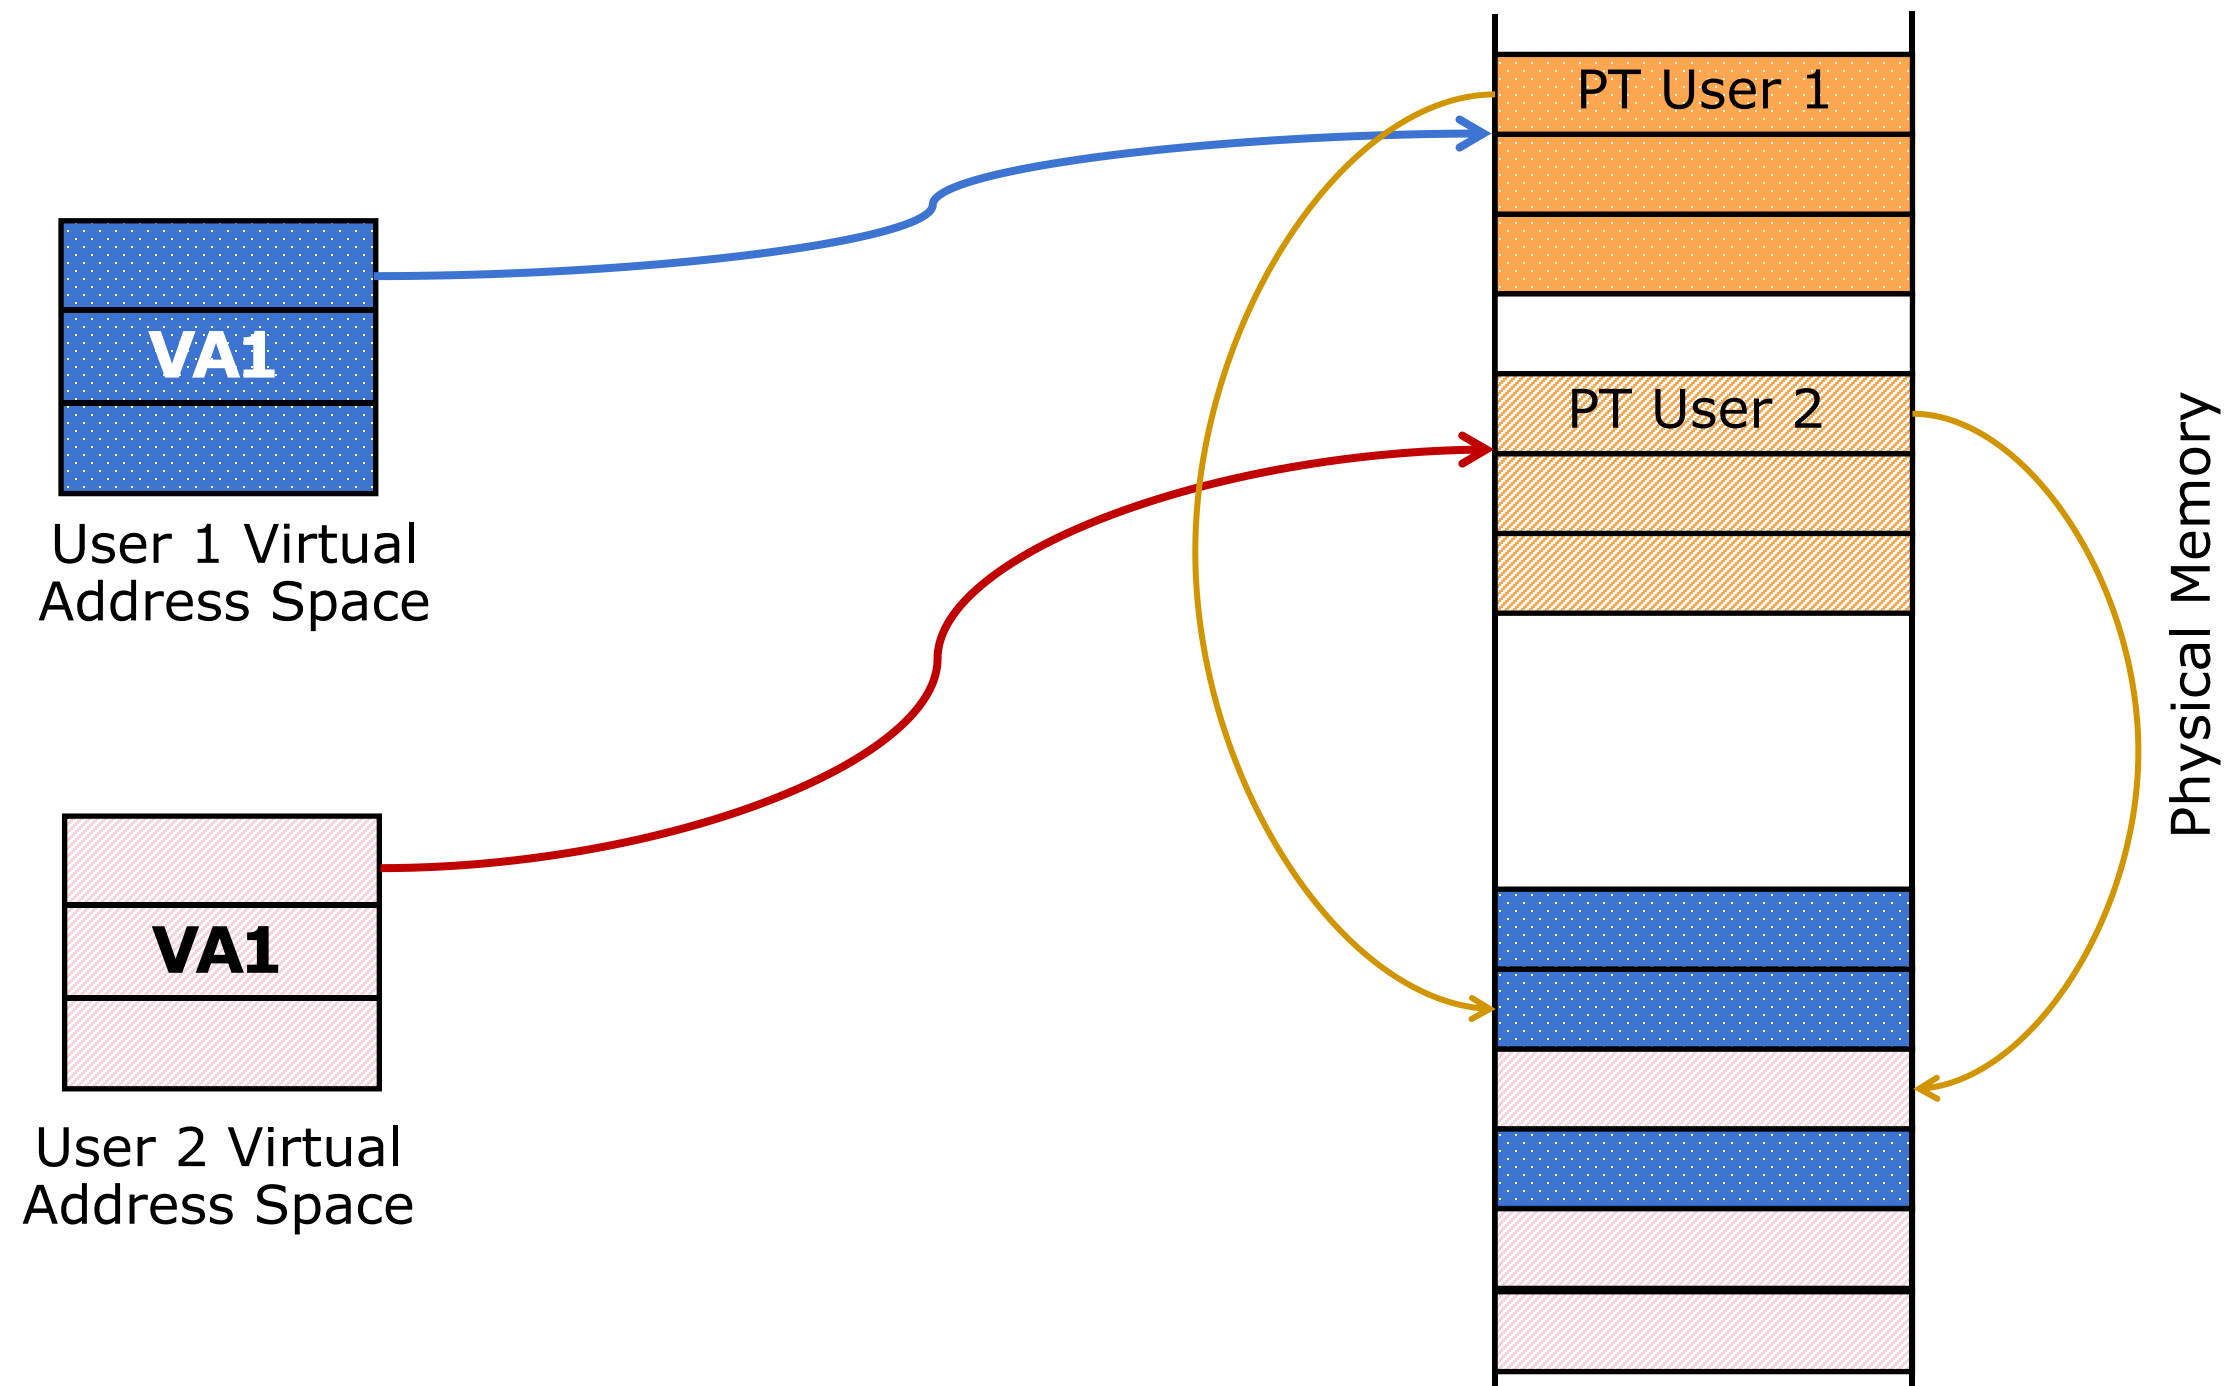 PT User 1
VA1
PT User 2
User 1 Virtual
Address Space
Physical Memory
VA1
User 2 Virtual
Address Space